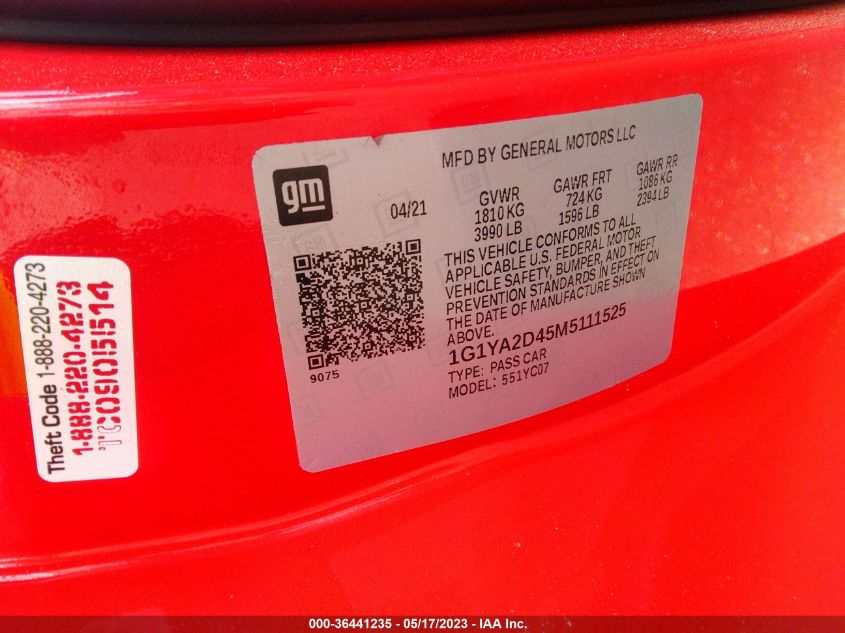 MFD BY GENERAL MOTORS LLC
gm
04/21
GVWR
1810 KG
3990 LB
GAWR FRT
724 KG
1596 LB
GAWR RR
1086 KG
2394 LB
THIS VEHICLE CONFORMS TO ALL
APPLICABLE U.S. FEDERAL MOTOR
VEHICLE SAFETY, BUMPER, AND THEFT
PREVENTION STANDARDS IN EFFECT ON
THE DATE OF MANUFACTURE SHOWN
ABOVE.
1G1YA2D45M5111525
TYPE: PASS CAR
MODEL: 551YC07
9075
Theft Code 1-888-220-4273
1-888-220-4273
TC0905514
000-36441235 - 05/17/2023 - IAA Inc.